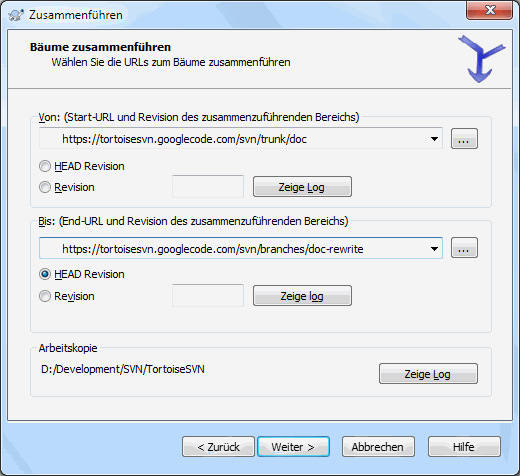 Zusammenführen
Bäume zusammenführen
Wählen Sie die URLs zum Bäume zusammenführen
Von: (Start-URL und Revision des zusammenzuführenden Bereichs)
https://tortoisesvn.googlecode.com/svn/trunk/doc
...
HEAD Revision
Revision
Zeige Log
Bis: (End-URL und Revision des zusammenzuführenden Bereichs)
https://tortoisesvn.googlecode.com/svn/branches/doc-rewrite
...
HEAD Revision
Revision
Zeige log
Arbeitskopie
D:/Development/SVN/TortoiseSVN
Zeige Log
< Zurück Weiter > Abbrechen Hilfe